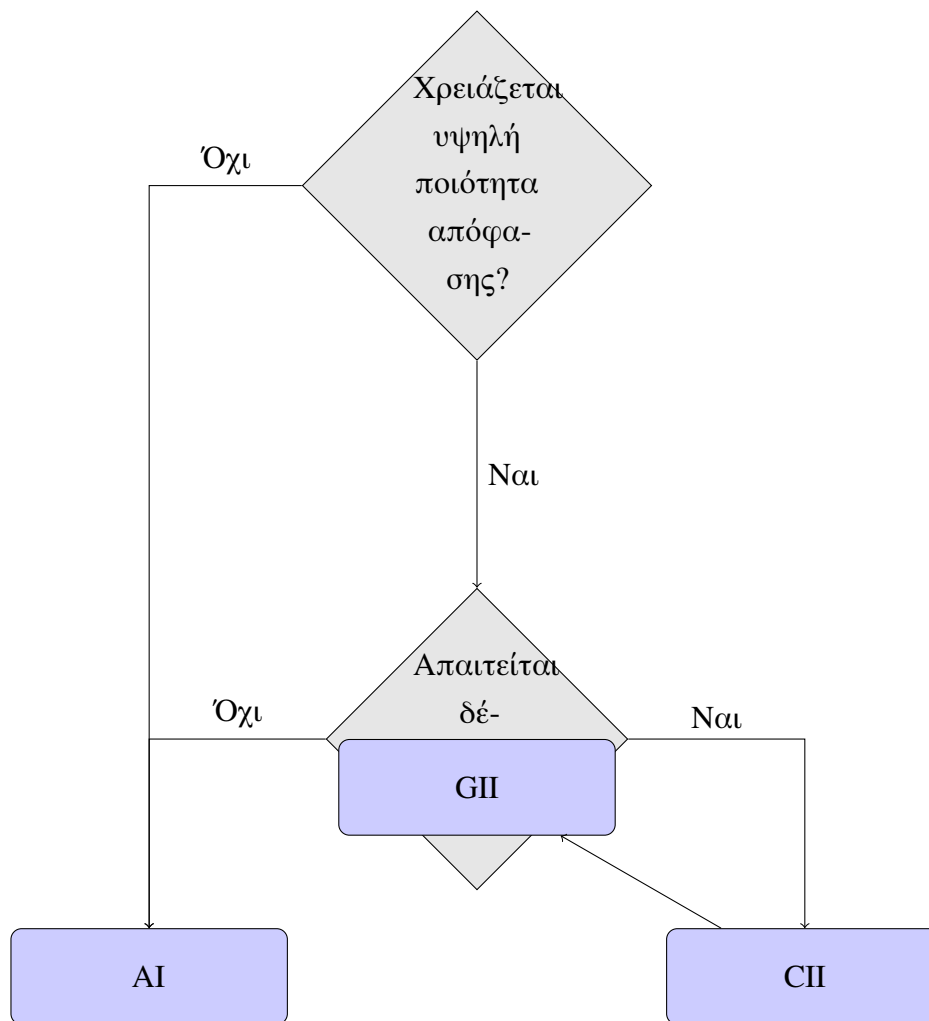 Χρειάζεται
υψηλή
ποιότητα
απόφα-
σης?
Όχι
Ναι
Απαιτείται
δέ-
Όχι
Ναι
GII
AI
CII